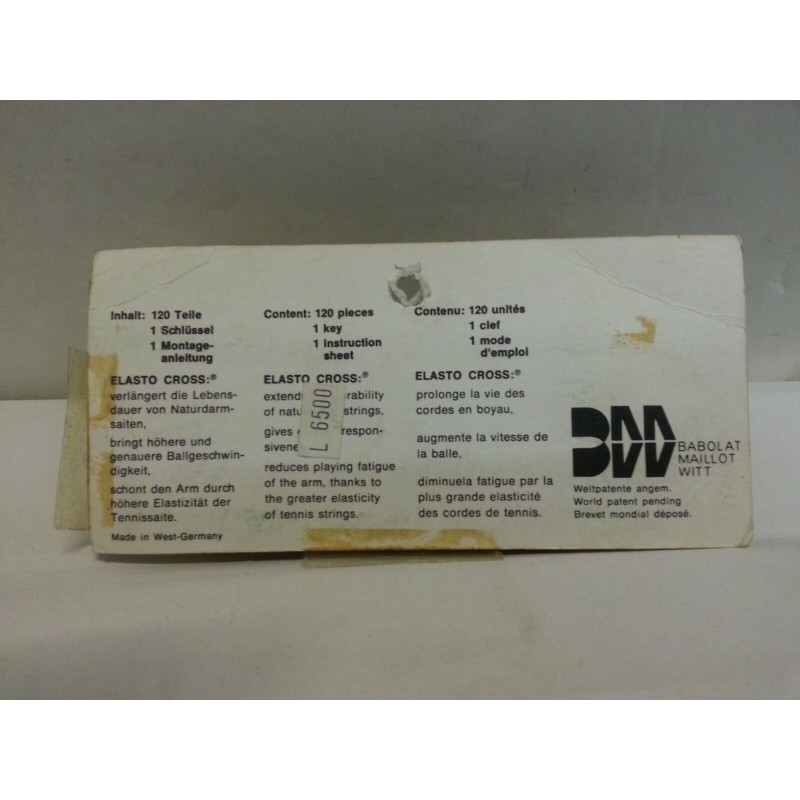 Inhalt: 120 Teile
1 Schlüssel
1 Montage-
anleitung
ELASTO CROSS:®
verlängert die Lebens-
dauer von Naturdarm-
saiten,
bringt höhere und
genauere Ballgeschwin-
digkeit,
schont den Arm durch
höhere Elastizität der
Tennissaite.
Made in West-Germany
Content: 120 pieces
1 key
1 instruction
sheet
ELASTO CROSS:®
extends
of strings,
gives
reduces playing fatigue
of the arm, thanks to
the greater elasticity
of tennis strings.
L 6500
Contenu: 120 unités
1 clef
1 mode
d'emploi
ELASTO CROSS:®
prolonge la vie des
cordes en boyau,
augmente la vitesse de
la balle,
diminuela fatigue par la
plus grande elasticité
des cordes de tennis.
BMW
BABOLAT
MAILLOT
WITT
Weltpatente angem.
World patent pending
Brevet mondial déposé.